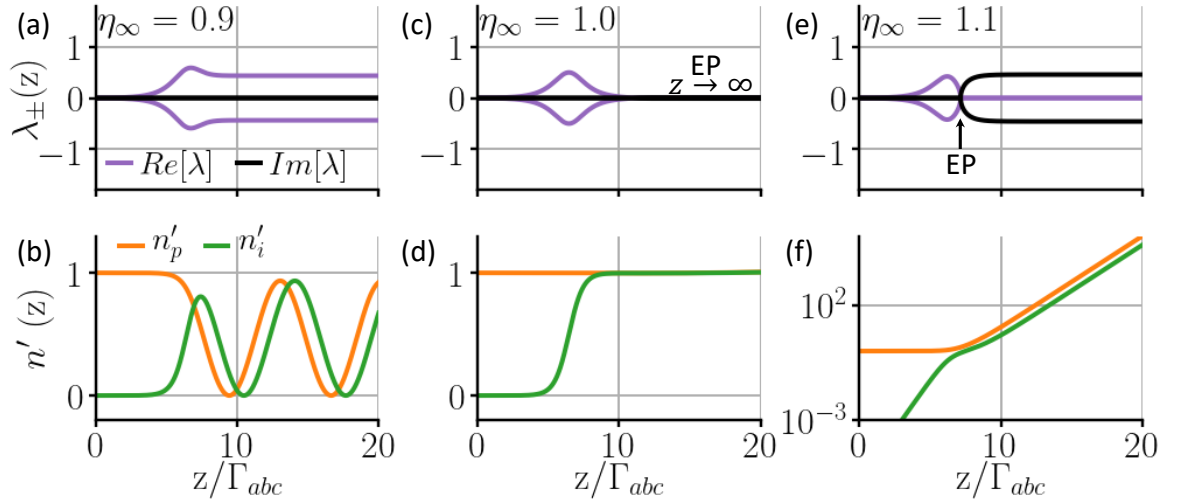 (a) η∞ = 0.9
λ±(z)
1
0
−1
Re[λ] Im[λ]
(c) η∞ = 1.0
1
0
−1
EP
z → ∞
(e) η∞ = 1.1
1
0
−1
EP
(b) n′p n′i
n′ (z)
1
0
0 10 20
z/Γabc
(d)
1
0
0 10 20
z/Γabc
(f)
10²
10⁻³
0 10 20
z/Γabc